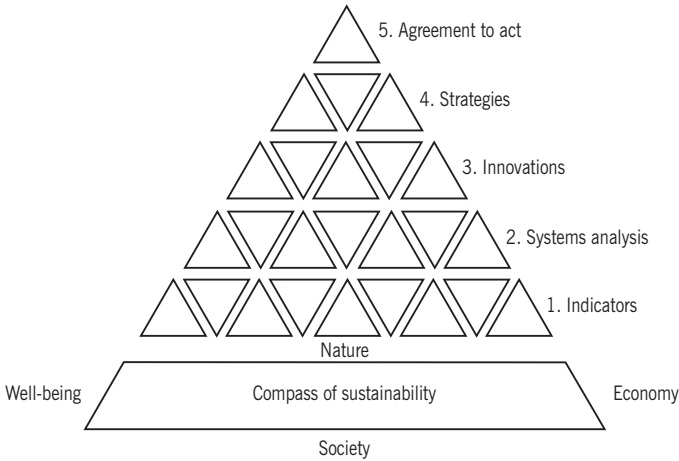 5. Agreement to act
4. Strategies
3. Innovations
2. Systems analysis
1. Indicators
Nature
Well-being
Compass of sustainability
Economy
Society